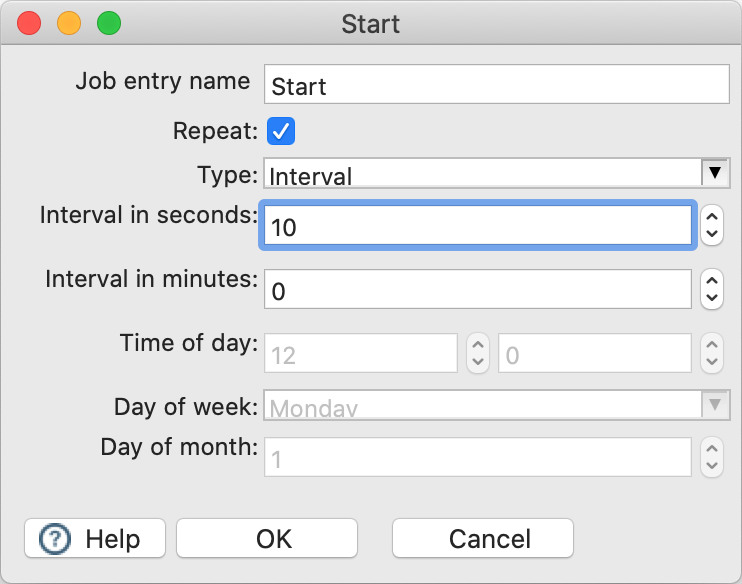 Start
Job entry name Start
Repeat:
Type: Interval
Interval in seconds: 10
Interval in minutes: 0
Time of day: 12 0
Day of week: Monday
Day of month: 1
? Help OK Cancel